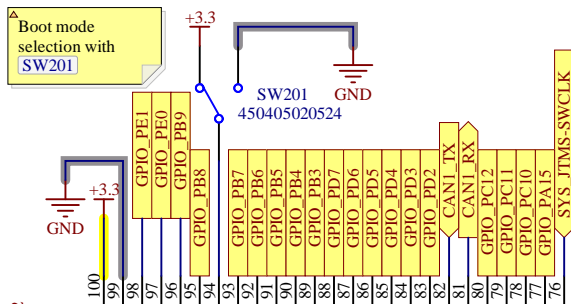 Boot mode
selection with
SW201
+3.3
GND
SW201
450405020524
+3.3
GND
GPIO_PE1
GPIO_PE0
GPIO_PB9
GPIO_PB8
GPIO_PB7
GPIO_PB6
GPIO_PB5
GPIO_PB4
GPIO_PB3
GPIO_PD7
GPIO_PD6
GPIO_PD5
GPIO_PD4
GPIO_PD3
GPIO_PD2
CAN1_TX
CAN1_RX
GPIO_PC12
GPIO_PC11
GPIO_PC10
GPIO_PA15
SYS_JTMS-SWCLK
100
99
98
97
96
95
94
93
92
91
90
89
88
87
86
85
84
83
82
81
80
79
78
77
76